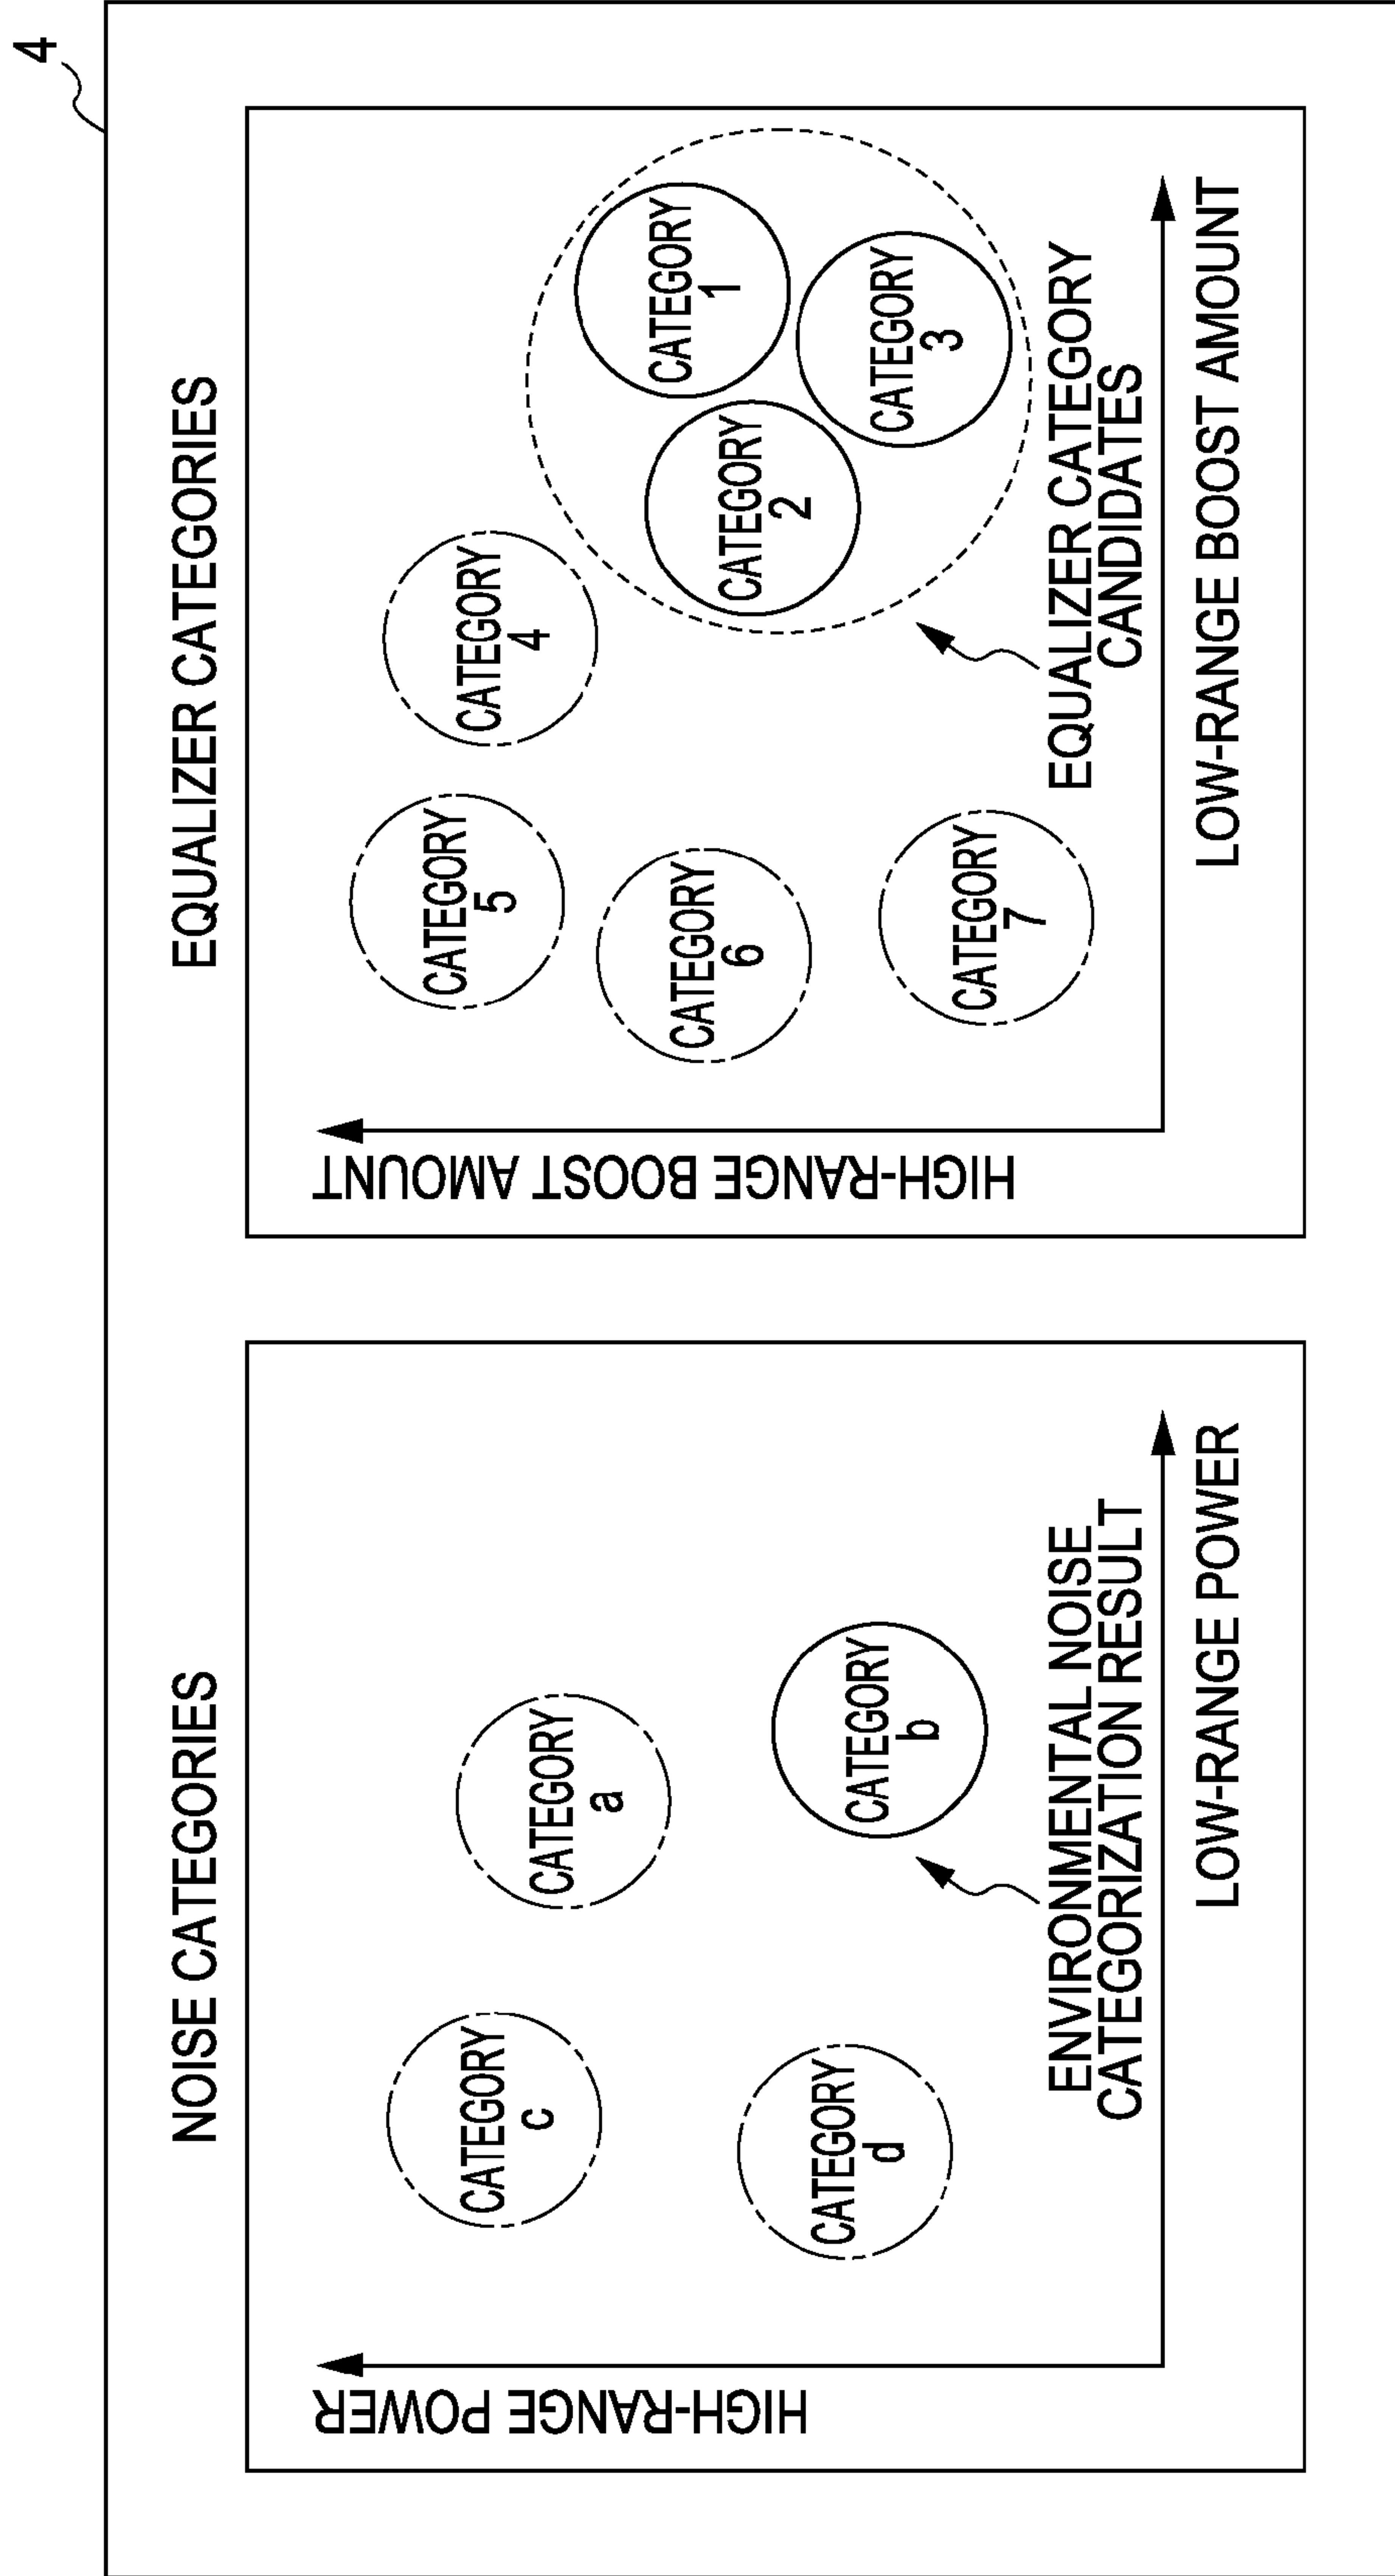 4
NOISE CATEGORIES
HIGH-RANGE POWER
CATEGORY
c
CATEGORY
a
CATEGORY
d
CATEGORY
b
ENVIRONMENTAL NOISE
CATEGORIZATION RESULT
LOW-RANGE POWER
EQUALIZER CATEGORIES
HIGH-RANGE BOOST AMOUNT
CATEGORY
5
CATEGORY
4
CATEGORY
6
CATEGORY
1
CATEGORY
2
CATEGORY
3
CATEGORY
7
EQUALIZER CATEGORY
CANDIDATES
LOW-RANGE BOOST AMOUNT